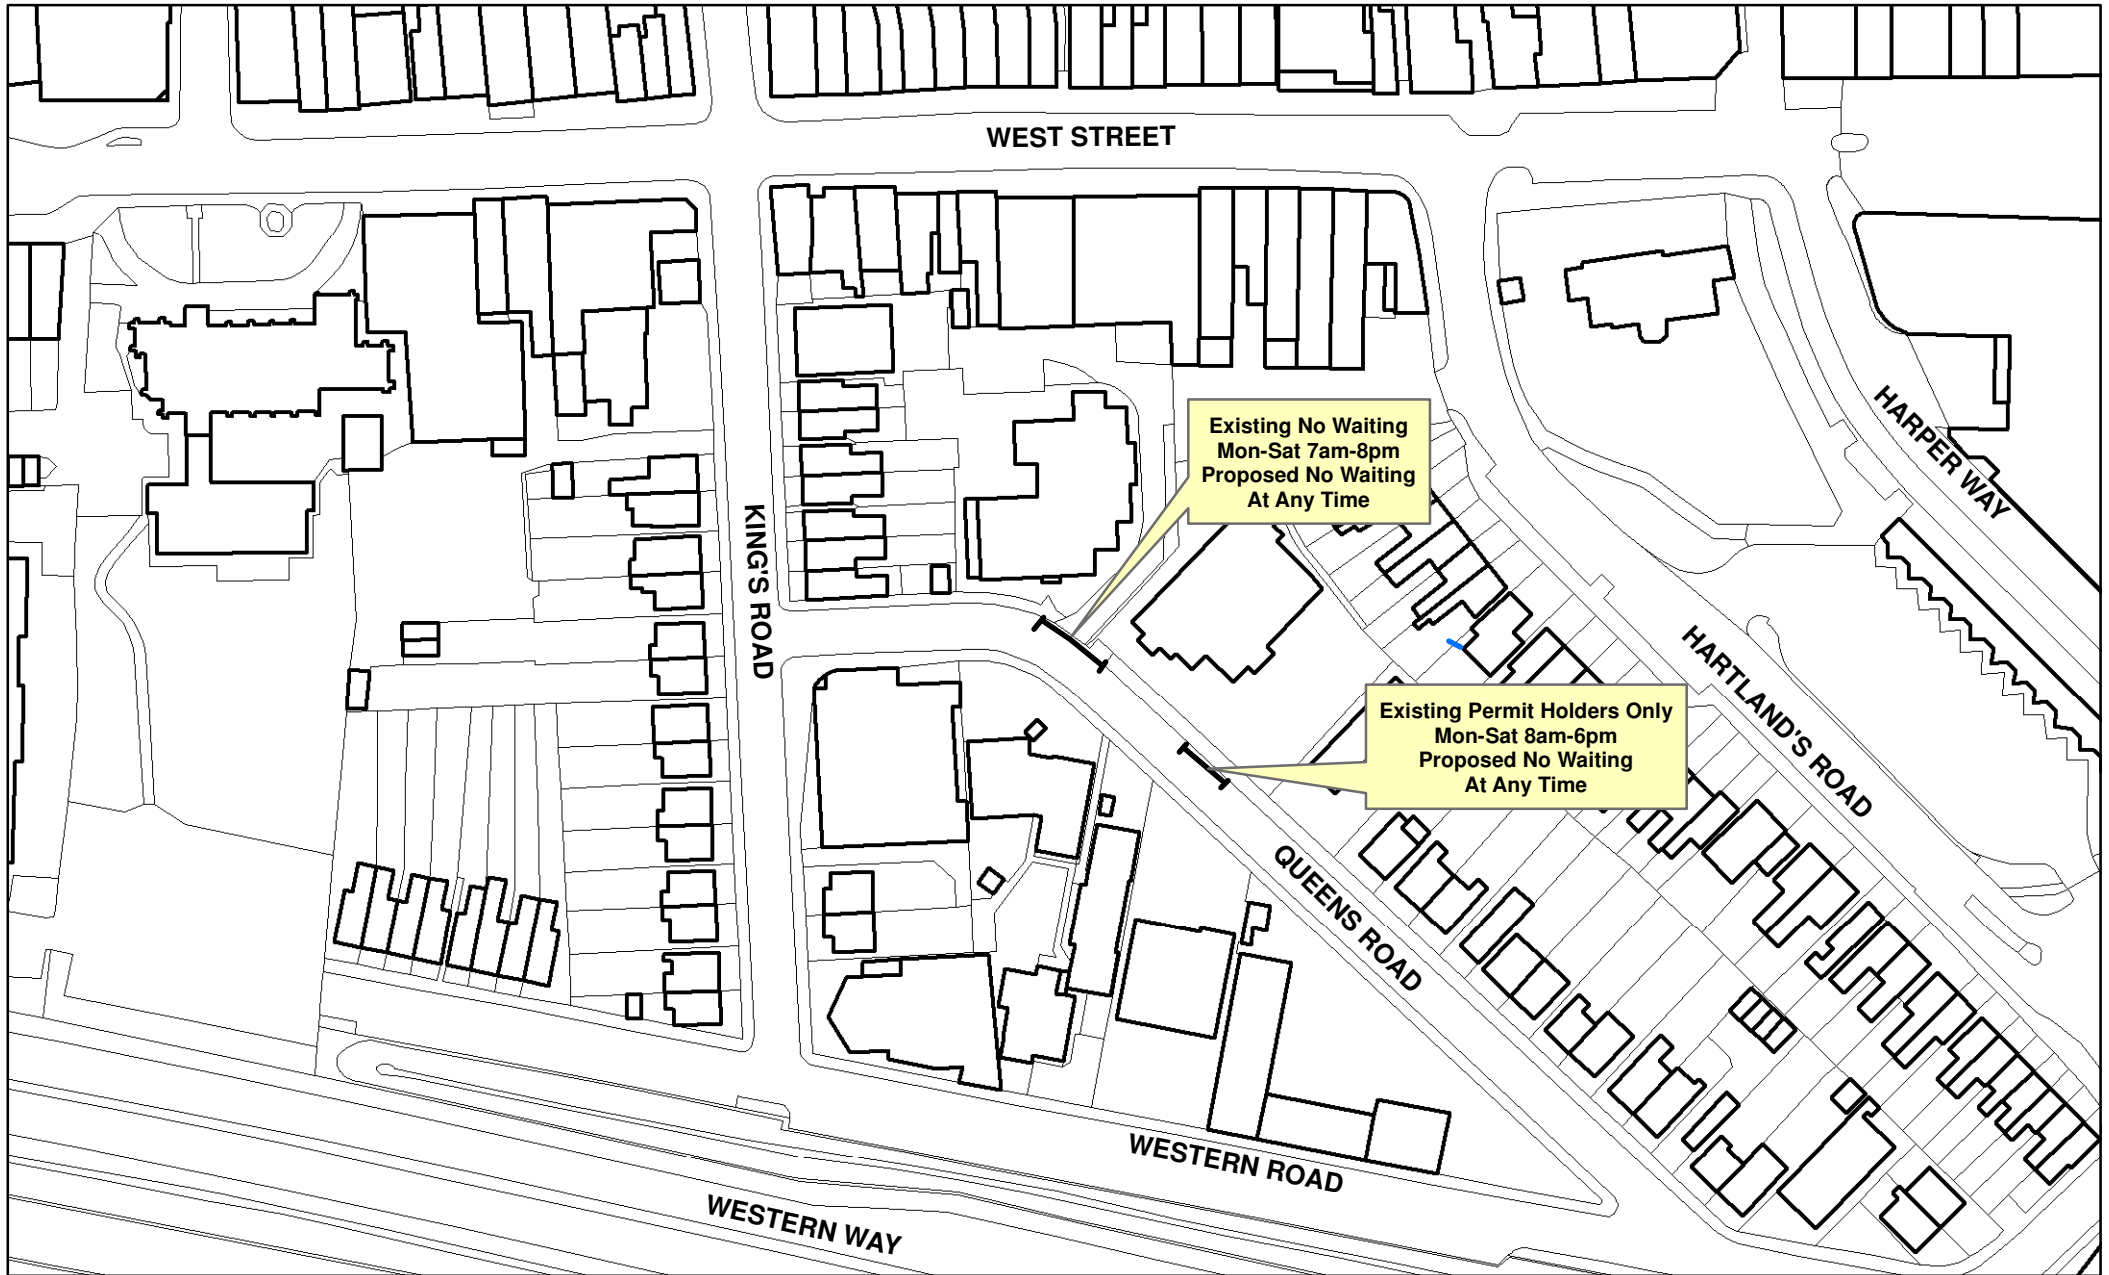 WEST STREET
HARPER WAY
Existing No Waiting
Mon-Sat 7am-8pm
Proposed No Waiting
At Any Time
KING'S ROAD
HARTLAND'S ROAD
Existing Permit Holders Only
Mon-Sat 8am-6pm
Proposed No Waiting
At Any Time
QUEENS ROAD
WESTERN ROAD
WESTERN WAY